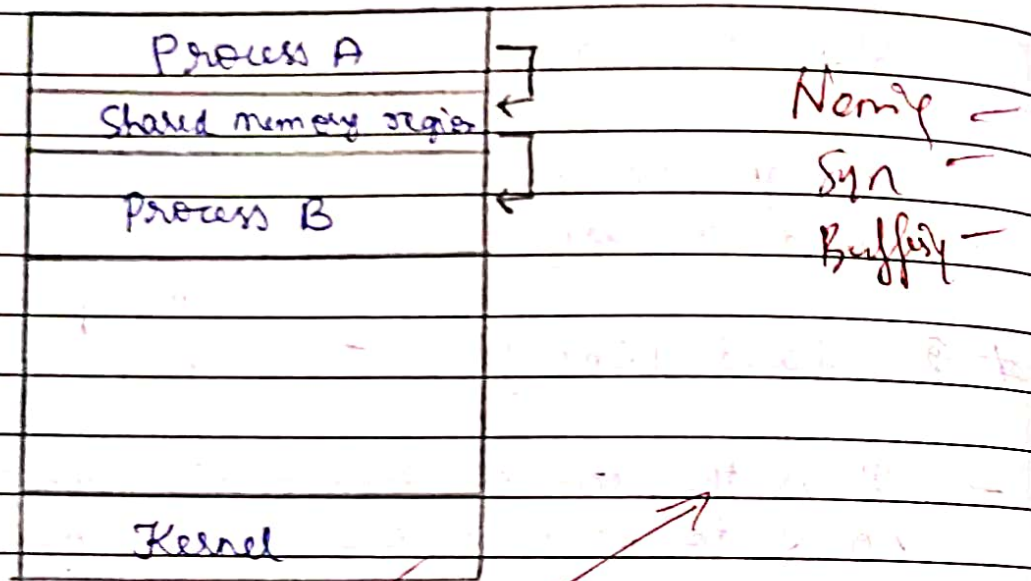 Process A
Shared memory region
Process B
Kernel
Naming -
Syn -
Buffering -